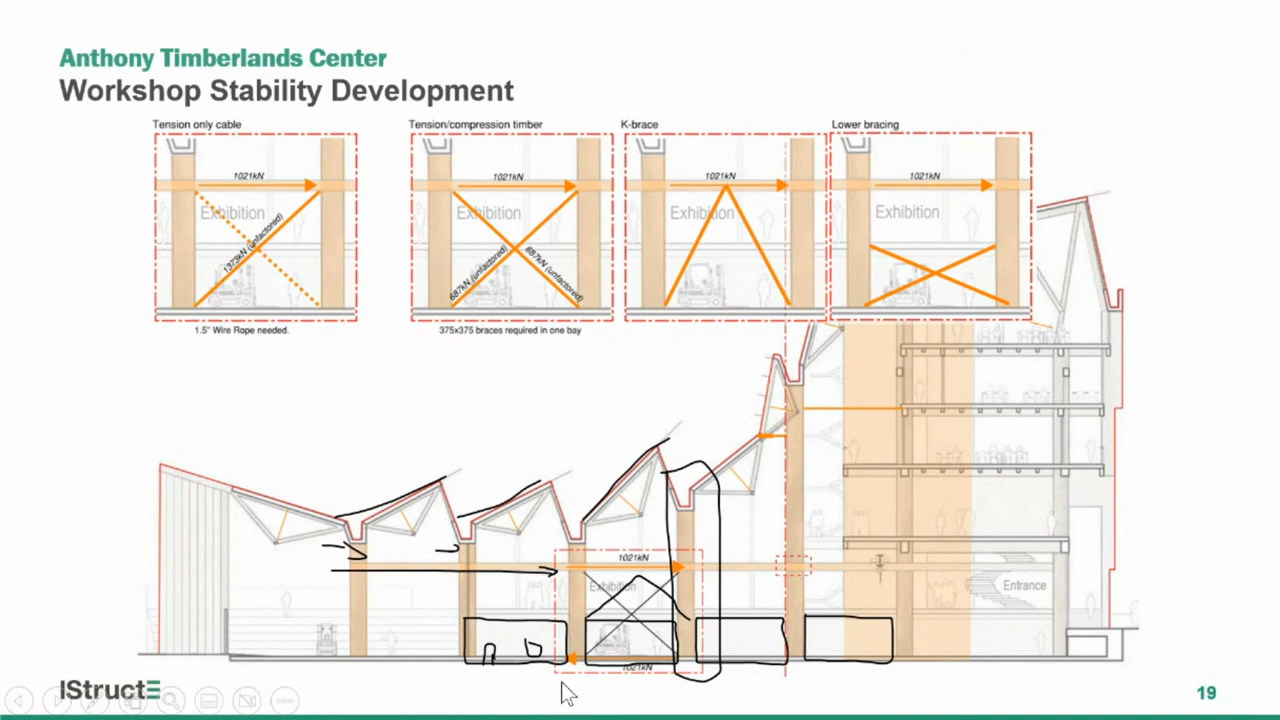 Anthony Timberlands Center
Workshop Stability Development
Tension only cable
Tension/compression timber
K-brace
Lower bracing
1021kN
1021kN
1021kN
1021kN
Exhibition
Exhibition
Exhibition
Exhibition
1373kN (unfactored)
687kN (unfactored)
687kN (unfactored)
1.5" Wire Rope needed.
375x375 braces required in one bay
1021kN
Exhibition
Entrance
1021kN
IStructE
19